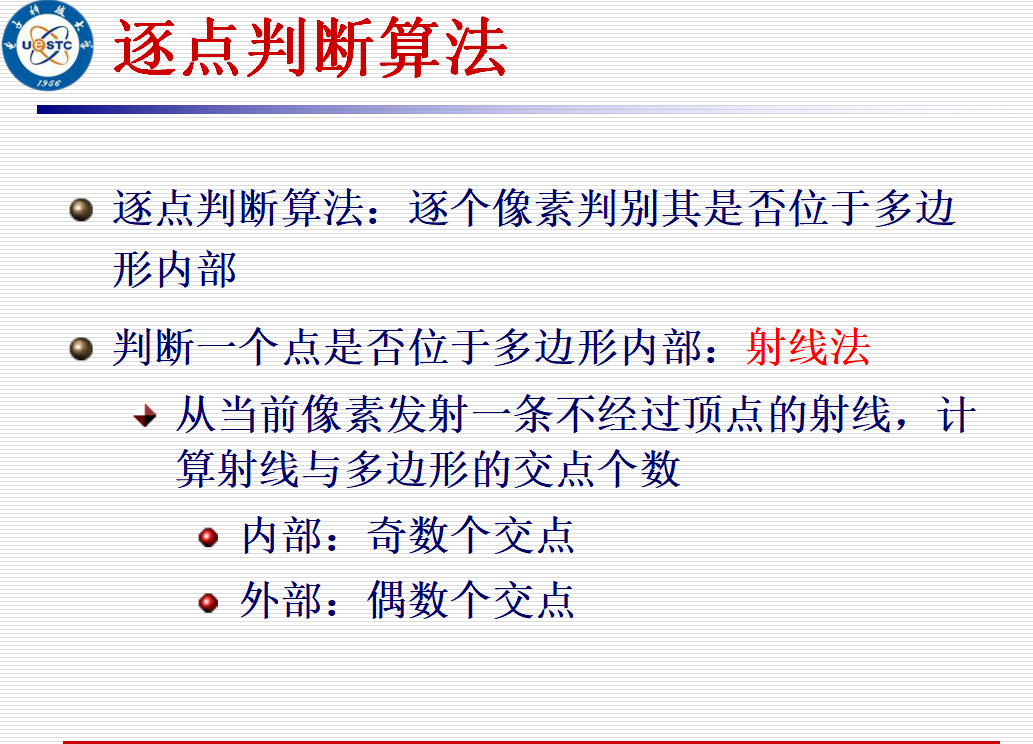 UESTC
1956
逐点判断算法
逐点判断算法：逐个像素判别其是否位于多边
形内部
判断一个点是否位于多边形内部：射线法
从当前像素发射一条不经过顶点的射线，计
算射线与多边形的交点个数
内部：奇数个交点
外部：偶数个交点